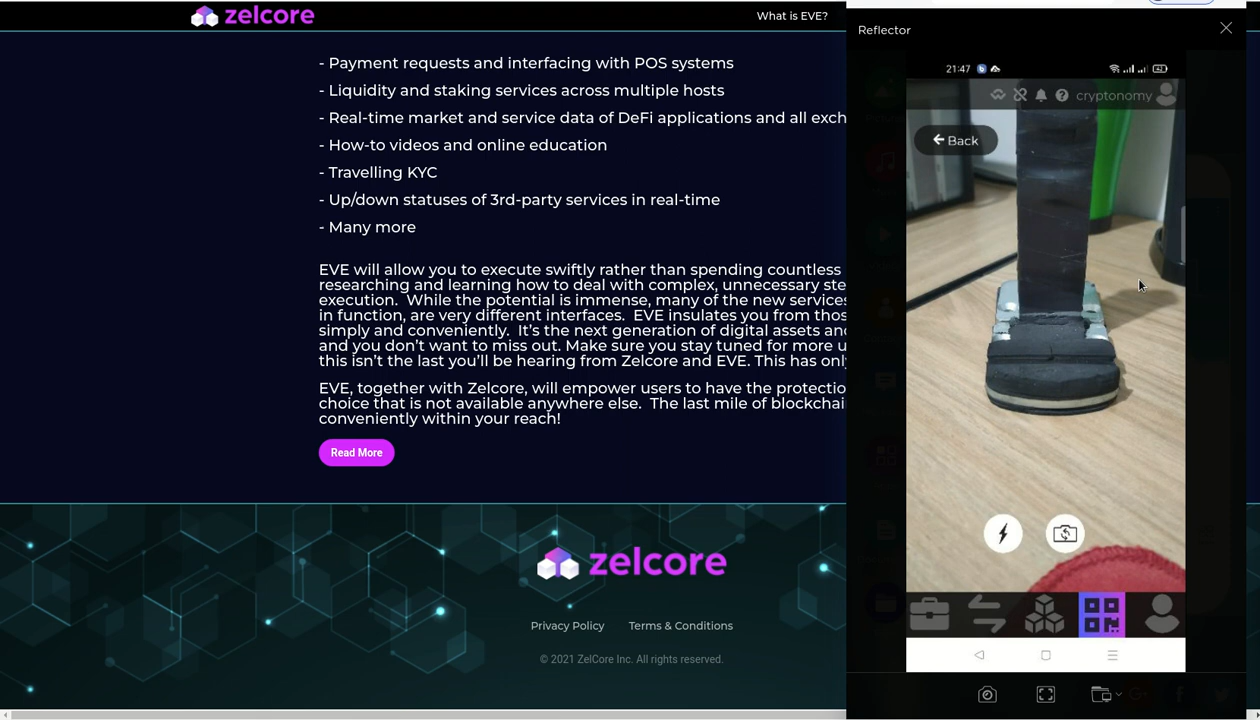 zelcore
What is EVE?
- Payment requests and interfacing with POS systems
- Liquidity and staking services across multiple hosts
- Real-time market and service data of DeFi applications and all exch
- How-to videos and online education
- Travelling KYC
- Up/down statuses of 3rd-party services in real-time
- Many more
EVE will allow you to execute swiftly rather than spending countless
researching and learning how to deal with complex, unnecessary ste
execution. While the potential is immense, many of the new services
in function, are very different interfaces. EVE insulates you from thos
simply and conveniently. It's the next generation of digital assets and
and you don't want to miss out. Make sure you stay tuned for more u
this isn't the last you'll be hearing from Zelcore and EVE. This has only
EVE, together with Zelcore, will empower users to have the protectio
choice that is not available anywhere else. The last mile of blockchai
conveniently within your reach!
Read More
zelcore
Privacy Policy Terms & Conditions
© 2021 ZelCore Inc. All rights reserved.
Reflector
21:47
cryptonomy
Back